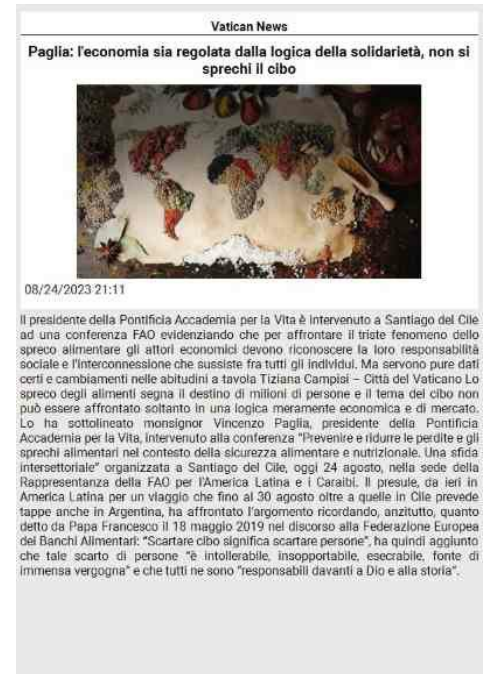 Vatican News
Paglia: l'economia sia regolata dalla logica della solidarietà, non si
sprechi il cibo
08/24/2023 21:11
Il presidente della Pontificia Accademia per la Vita è intervenuto a Santiago del Cile
ad una conferenza FAO evidenziando che per affrontare il triste fenomeno dello
spreco alimentare gli attori economici devono riconoscere la loro responsabilità
sociale e l'interconnessione che sussiste fra tutti gli individui. Ma servono pure dati
certi e cambiamenti nelle abitudini a tavola Tiziana Campisi – Città del Vaticano Lo
spreco degli alimenti segna il destino di milioni di persone e il tema del cibo non
può essere affrontato soltanto in una logica meramente economica e di mercato.
Lo ha sottolineato monsignor Vincenzo Paglia, presidente della Pontificia
Accademia per la Vita, intervenuto alla conferenza "Prevenire e ridurre le perdite e gli
sprechi alimentari nel contesto della sicurezza alimentare e nutrizionale. Una sfida
intersettoriale" organizzata a Santiago del Cile, oggi 24 agosto, nella sede della
Rappresentanza della FAO per l'America Latina e i Caraibi. Il presule, da ieri in
America Latina per un viaggio che fino al 30 agosto oltre a quelle in Cile prevede
tappe anche in Argentina, ha affrontato l'argomento ricordando, anzitutto, quanto
detto da Papa Francesco il 18 maggio 2019 nel discorso alla Federazione Europea
dei Banchi Alimentari: "Scartare cibo significa scartare persone", ha quindi aggiunto
che tale scarto di persone "è intollerabile, insopportabile, esecrabile, fonte di
immensa vergogna" e che tutti ne sono "responsabili davanti a Dio e alla storia".